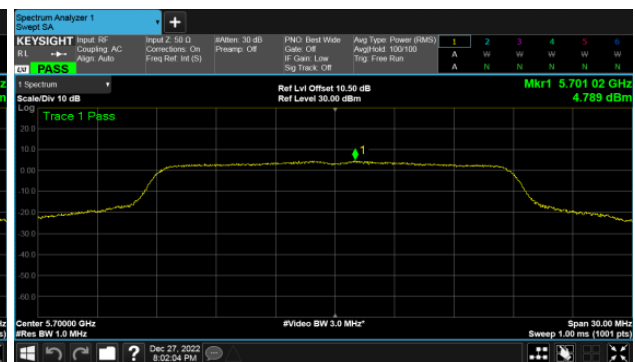 Spectrum Analyzer 1
Swept SA
+
KEYSIGHT Input: RF Input Z: 50 Ω #Atten: 30 dB PNO: Best Wide Avg Type: Power (RMS) 1 2 3 4 5 6
RL Coupling: AC Corrections: On Preamp: Off Gate: Off Avg|Hold: 100/100 A W W W W W
Align: Auto Freq Ref: Int (S) IF Gain: Low Trig: Free Run
LXI PASS Sig Track: Off A N N N N N
1 Spectrum Ref Lvl Offset 10.50 dB Mkr1 5.701 02 GHz
Scale/Div 10 dB Ref Level 30.00 dBm 4.789 dBm
Log
Trace 1 Pass
20.0
10.0
1
0.00
-10.0
-20.0
-30.0
-40.0
-50.0
-60.0
Center 5.70000 GHz #Video BW 3.0 MHz* Span 30.00 MHz
#Res BW 1.0 MHz Sweep 1.00 ms (1001 pts)
? Dec 27, 2022
8:02:04 PM